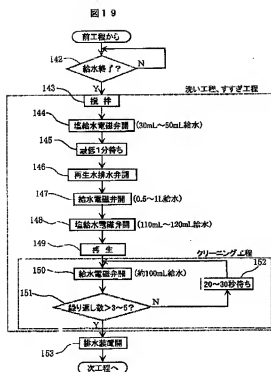 図19
前工程から
142
給水終了?
N
Y
洗い工程、すすぎ工程
143
攪拌
144
塩給水電磁弁開
(30mL~50mL給水)
145
最低1分待ち
146
再生水排水弁開
147
給水電磁弁開
(0.5~1L給水)
148
塩給水電磁弁開
(110mL~120mL給水)
149
再生
クリーニング工程
150
給水電磁弁開
(約100mL給水)
152
20~30秒待ち
151
繰り返し数>3~5?
N
Y
153
排水装置開
次工程へ